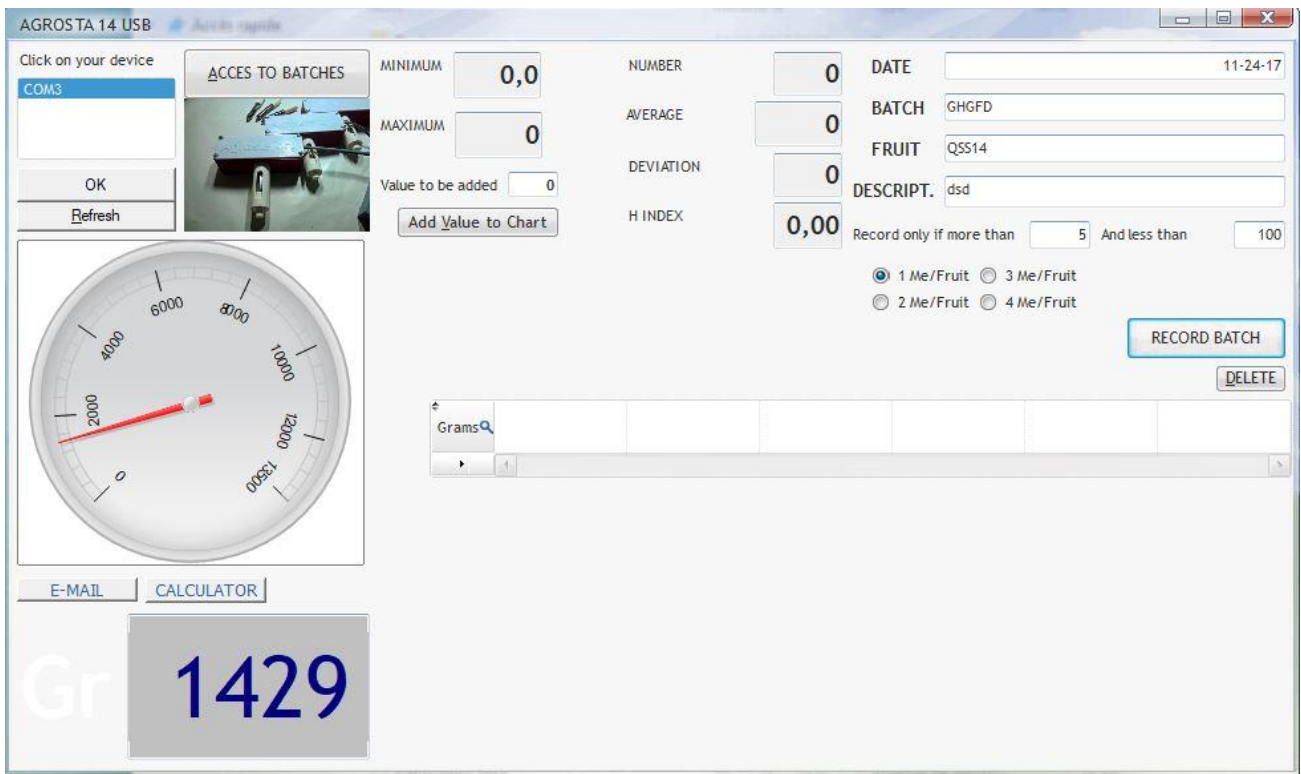 AGROSTA 14 USB
Click on your device
COM3
OK
Refresh
ACCES TO BATCHES
MINIMUM 0,0
MAXIMUM 0
Value to be added 0
Add Value to Chart
NUMBER 0
AVERAGE 0
DEVIATION 0
H INDEX 0,00
DATE 11-24-17
BATCH GHGFD
FRUIT QSS14
DESCRIPT. dsd
Record only if more than 5 And less than 100
1 Me/Fruit 3 Me/Fruit
2 Me/Fruit 4 Me/Fruit
RECORD BATCH
DELETE
Grams
0
2000
4000
6000
8000
10000
12000
13500
E-MAIL CALCULATOR
Gr 1429